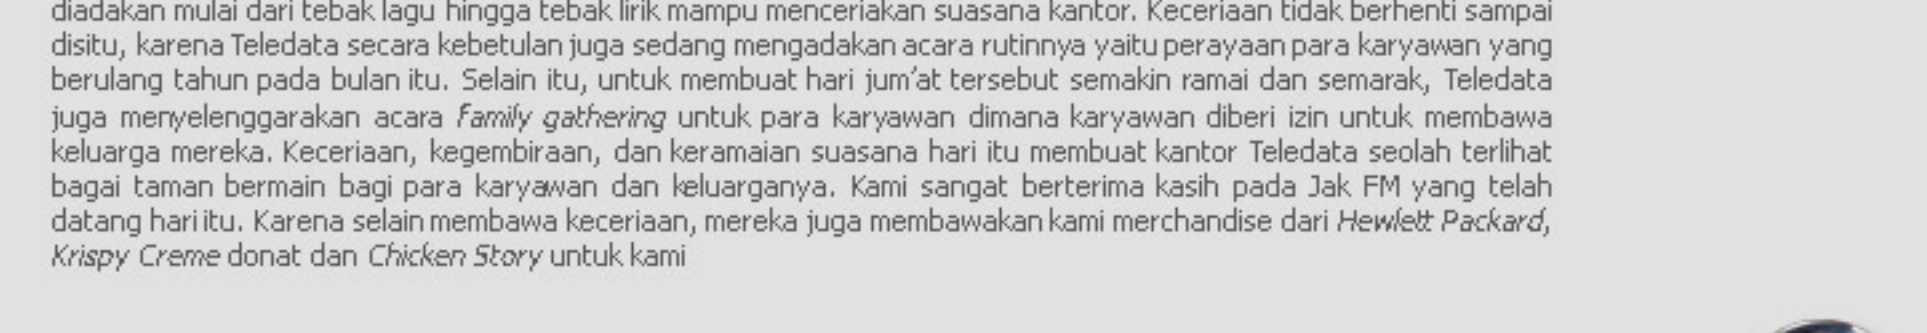 diadakan mulai dari tebak lagu hingga tebak lirik mampu menceriakan suasana kantor. Keceriaan tidak berhenti sampai
disitu, karena Teledata secara kebetulan juga sedang mengadakan acara rutinnya yaitu perayaan para karyawan yang
berulang tahun pada bulan itu. Selain itu, untuk membuat hari jum'at tersebut semakin ramai dan semarak, Teledata
juga menyelenggarakan acara family gathering untuk para karyawan dimana karyawan diberi izin untuk membawa
keluarga mereka. Keceriaan, kegembiraan, dan keramaian suasana hari itu membuat kantor Teledata seolah terlihat
bagai taman bermain bagi para karyawan dan keluarganya. Kami sangat berterima kasih pada Jak FM yang telah
datang hari itu. Karena selain membawa keceriaan, mereka juga membawakan kami merchandise dari Hewlett Packard,
Krispy Creme donat dan Chicken Story untuk kami